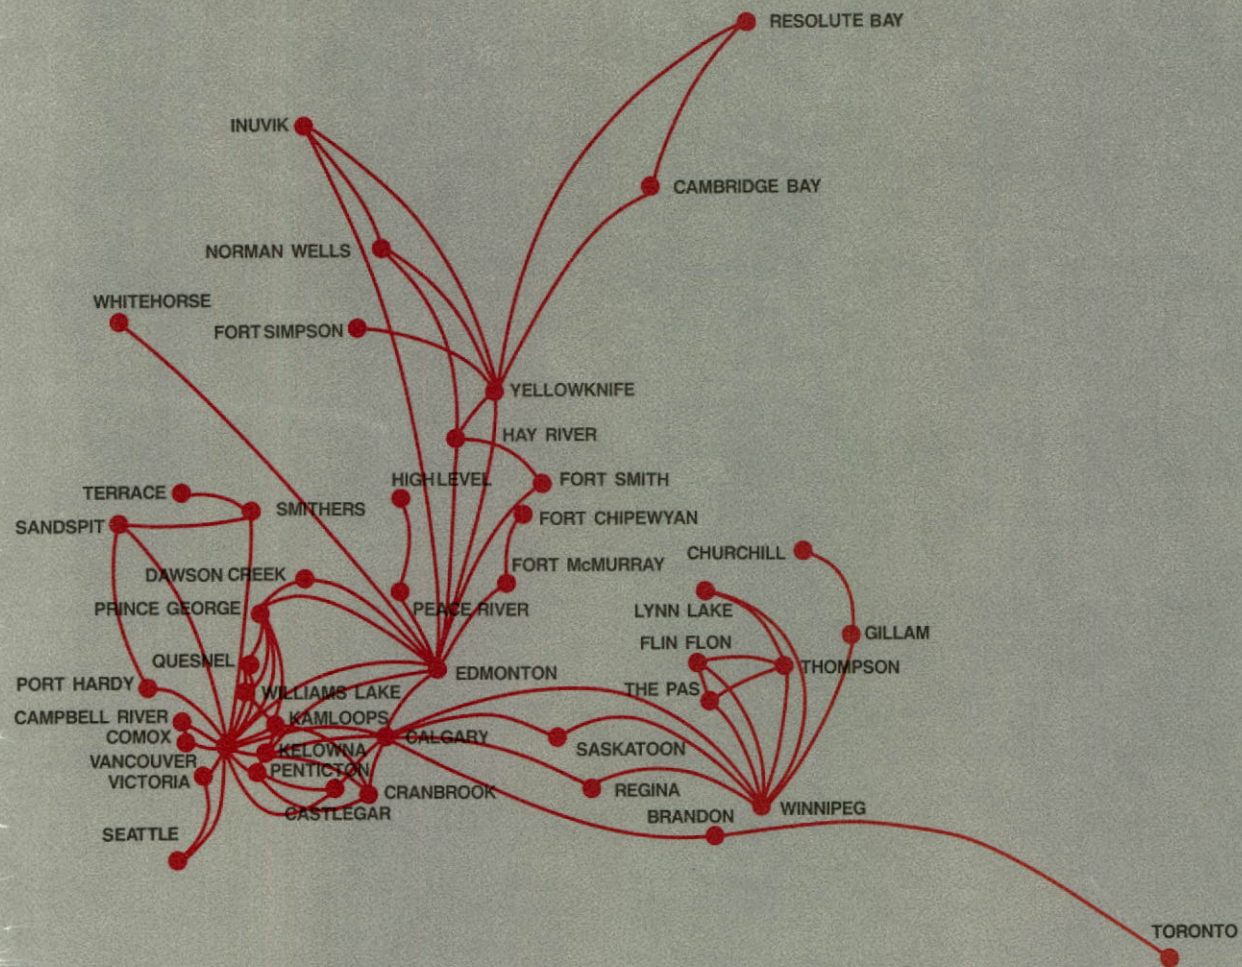 RESOLUTE BAY
INUVIK
CAMBRIDGE BAY
NORMAN WELLS
WHITEHORSE
FORT SIMPSON
YELLOWKNIFE
HAY RIVER
HIGH LEVEL
FORT SMITH
TERRACE
SMITHERS
SANDSPIT
FORT CHIPEWYAN
CHURCHILL
FORT McMURRAY
DAWSON CREEK
PRINCE GEORGE
PEACE RIVER
LYNN LAKE
GILLAM
FLIN FLON
QUESNEL
THOMPSON
EDMONTON
PORT HARDY
WILLIAMS LAKE
THE PAS
CAMPBELL RIVER
KAMLOOPS
COMOX
CALGARY
KELOWNA
SASKATOON
VANCOUVER
PENTICTON
VICTORIA
REGINA
CRANBROOK
WINNIPEG
CASTLEGAR
BRANDON
SEATTLE
TORONTO